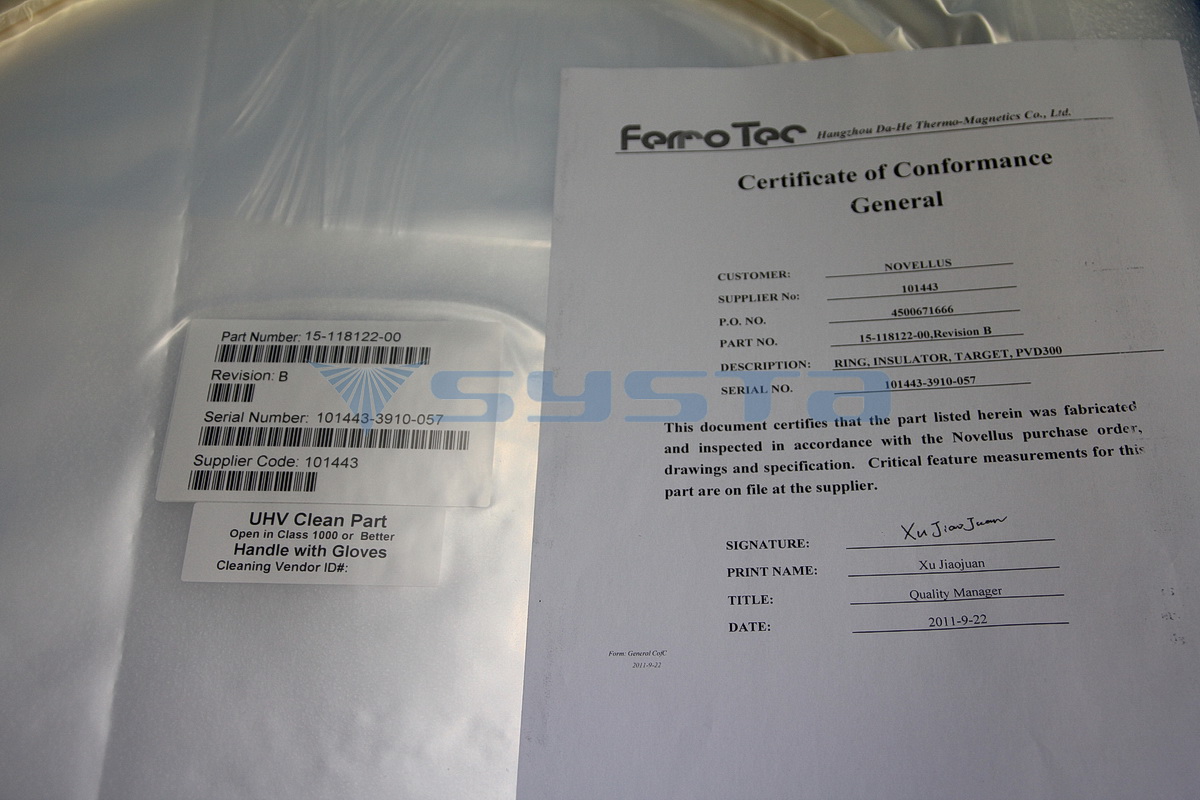 Part Number: 15-118122-00
Revision: B
Serial Number: 101443-3910-057
Supplier Code: 101443
UHV Clean Part
Open in Class 1000 or Better
Handle with Gloves
Cleaning Vendor ID#:
systa
FerroTec Hangzhou Da-He Thermo-Magnetics Co., Ltd.
Certificate of Conformance
General
CUSTOMER: NOVELLUS
SUPPLIER No: 101443
P.O. NO. 4500671666
PART NO. 15-118122-00,Revision B
DESCRIPTION: RING, INSULATOR, TARGET, PVD300
SERIAL NO. 101443-3910-057
This document certifies that the part listed herein was fabricated
and inspected in accordance with the Novellus purchase order,
drawings and specification. Critical feature measurements for this
part are on file at the supplier.
SIGNATURE: Xu JiaoJuan
PRINT NAME: Xu Jiaojuan
TITLE: Quality Manager
DATE: 2011-9-22
Form: General CofC
2011-9-22